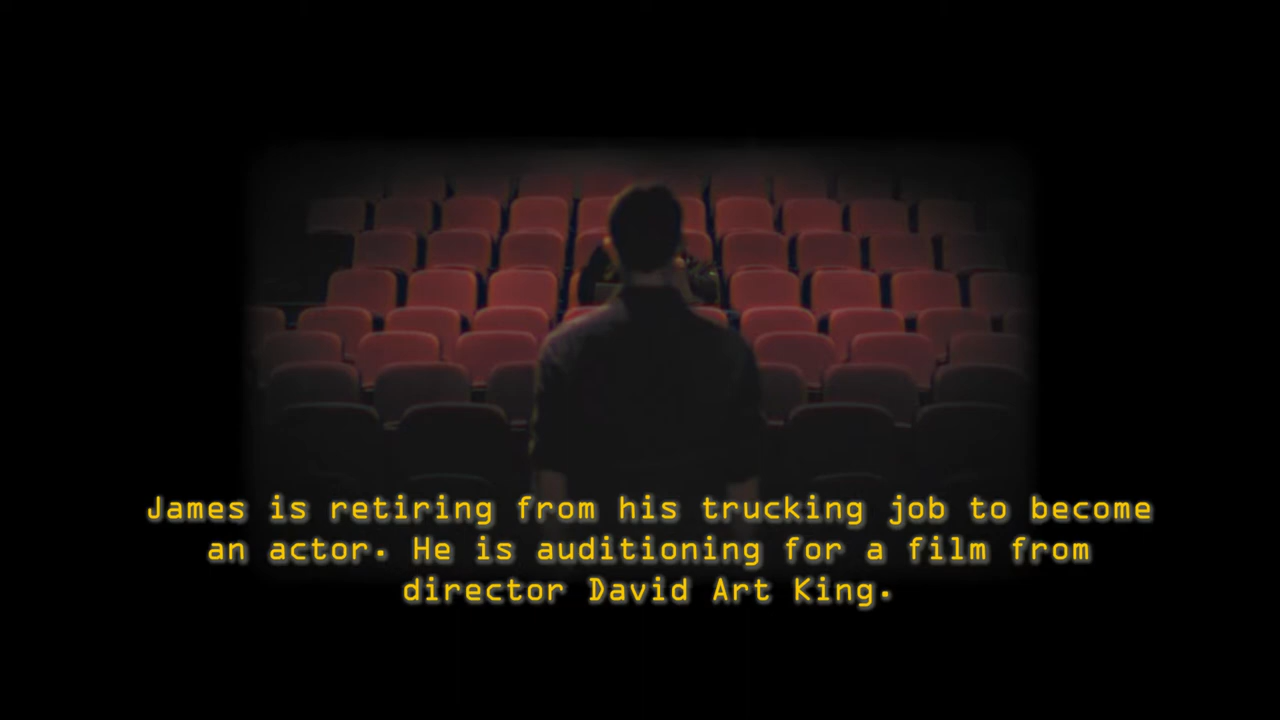 James is retiring from his trucking job to become
an actor. He is auditioning for a film from
director David Art King.